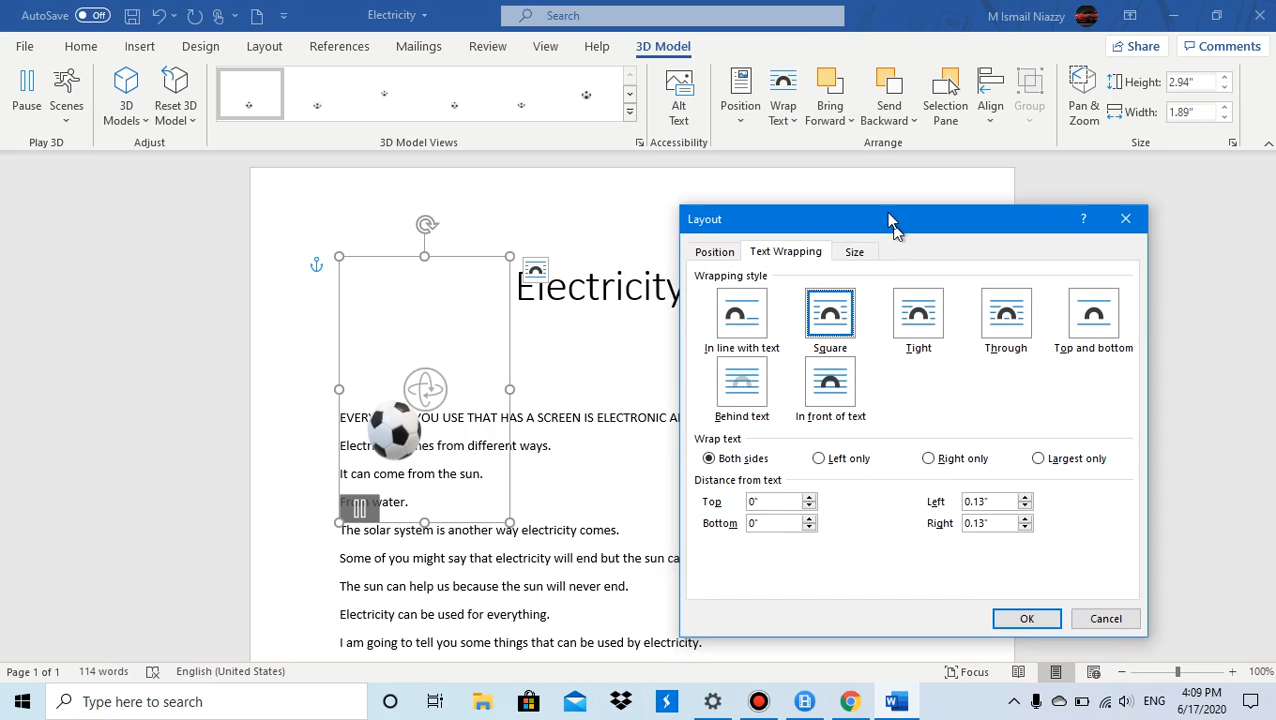 AutoSave Off Electricity Search M Ismail Niazzy
File Home Insert Design Layout References Mailings Review View Help 3D Model Share Comments
Pause Scenes 3D Models Reset 3D Model Alt Text Position Wrap Text Bring Forward Send Backward Selection Pane Align Group Pan & Zoom Height: 2.94" Width: 1.89"
Play 3D Adjust 3D Model Views Accessibility Arrange Size
Electricity
Layout ?
Position Text Wrapping Size
Wrapping style
In line with text Square Tight Through Top and bottom
Behind text In front of text
Wrap text
Both sides Left only Right only Largest only
Distance from text
Top 0" Left 0.13"
Bottom 0" Right 0.13"
OK Cancel
YOU USE THAT HAS A SCREEN IS ELECTRONIC
from different ways.
It can come from the sun.
water.
The solar system is another way electricity comes.
Some of you might say that electricity will end but the sun
The sun can help us because the sun will never end.
Electricity can be used for everything.
I am going to tell you some things that can be used by electricity.
Page 1 of 1 114 words English (United States) Focus 100%
Type here to search ENG 4:09 PM
6/17/2020